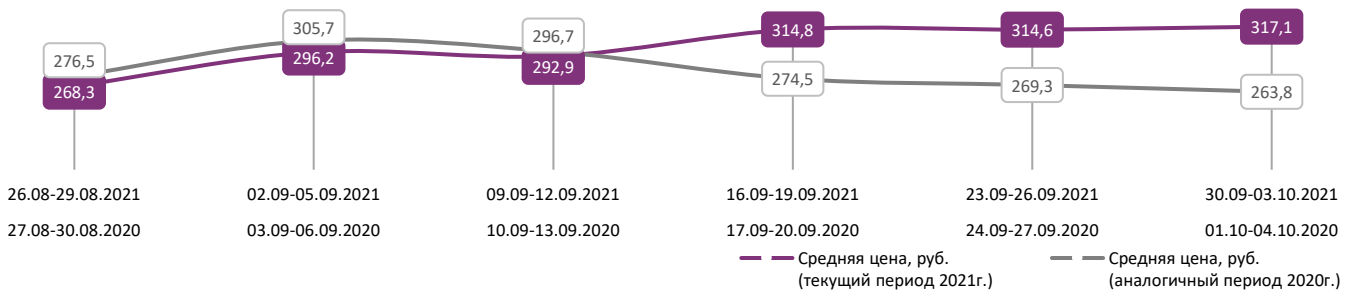 276,5 305,7 296,7 314,8 314,6 317,1
268,3 296,2 292,9 274,5 269,3 263,8
26.08-29.08.2021 02.09-05.09.2021 09.09-12.09.2021 16.09-19.09.2021 23.09-26.09.2021 30.09-03.10.2021
27.08-30.08.2020 03.09-06.09.2020 10.09-13.09.2020 17.09-20.09.2020 24.09-27.09.2020 01.10-04.10.2020
Средняя цена, руб.
(текущий период 2021г.)
Средняя цена, руб.
(аналогичный период 2020г.)